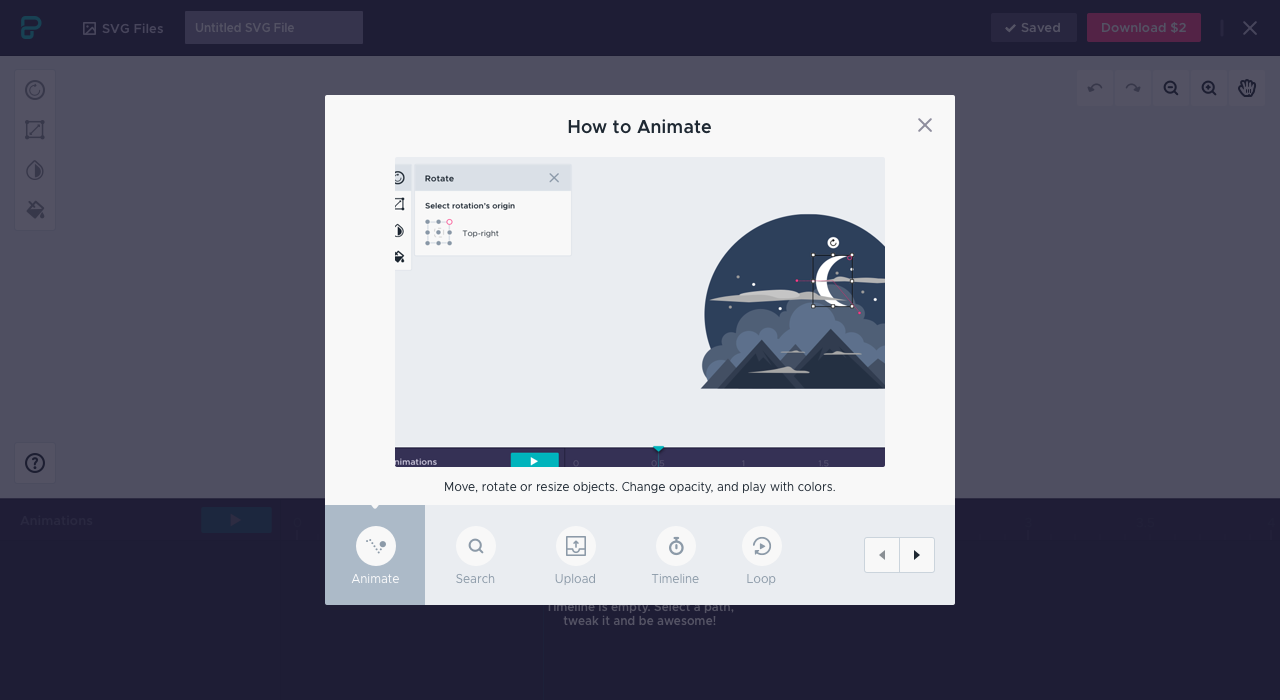 SVG Files
Untitled SVG File
Saved
Download $2
How to Animate
Rotate
Select rotation's origin
Top-right
nimations
0
0.5
1
1.5
Move, rotate or resize objects. Change opacity, and play with colors.
Animations
Animate
Search
Upload
Timeline
Loop
Timeline is empty. Select a path,
tweak it and be awesome!